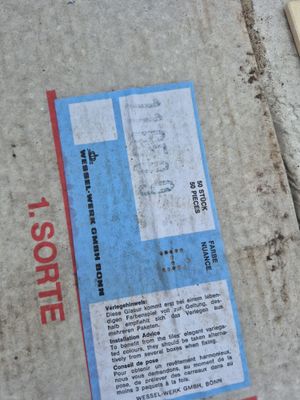 WESSEL-WERK GMBH BONN
50 STÜCK
50 PIECES
FARBE
NUANCE
1. SORTE
Verlegehinweis:
Diese Glasur kommt erst bei einem leben-
digen Farbenspiel voll zur Geltung, des-
halb empfiehlt sich das Verlegen aus
mehreren Paketen.
Installation Advice
To benefit from the tiles' elegant variega-
ted colours, they should be taken alterna-
tively from several boxes when fixing.
Conseil de pose
Pour obtenir un revêtement harmonieux,
nous vous demandons, au moment de la
pose, de prendre des carreaux dans au
moins 3 paquets à la fois.
WESSEL-WERK GMBH, BONN